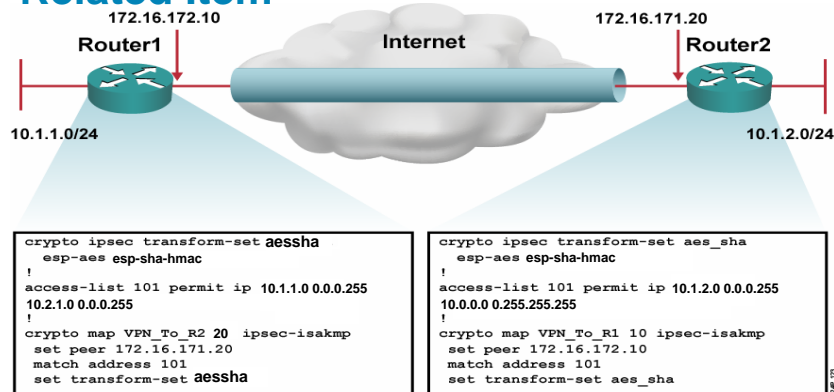 Related Item
172.16.172.10
172.16.171.20
Router1
Internet
Router2
10.1.1.0/24
10.1.2.0/24
crypto ipsec transform-set aessha
esp-aes esp-sha-hmac
!
access-list 101 permit ip 10.1.1.0 0.0.0.255
10.2.1.0 0.0.0.255
!
crypto map VPN_To_R2 20 ipsec-isakmp
set peer 172.16.171.20
match address 101
set transform-set aessha
crypto ipsec transform-set aes_sha
esp-aes esp-sha-hmac
!
access-list 101 permit ip 10.1.2.0 0.0.0.255
10.0.0.0 0.255.255.255
!
crypto map VPN_To_R1 10 ipsec-isakmp
set peer 172.16.172.10
match address 101
set transform-set aes_sha